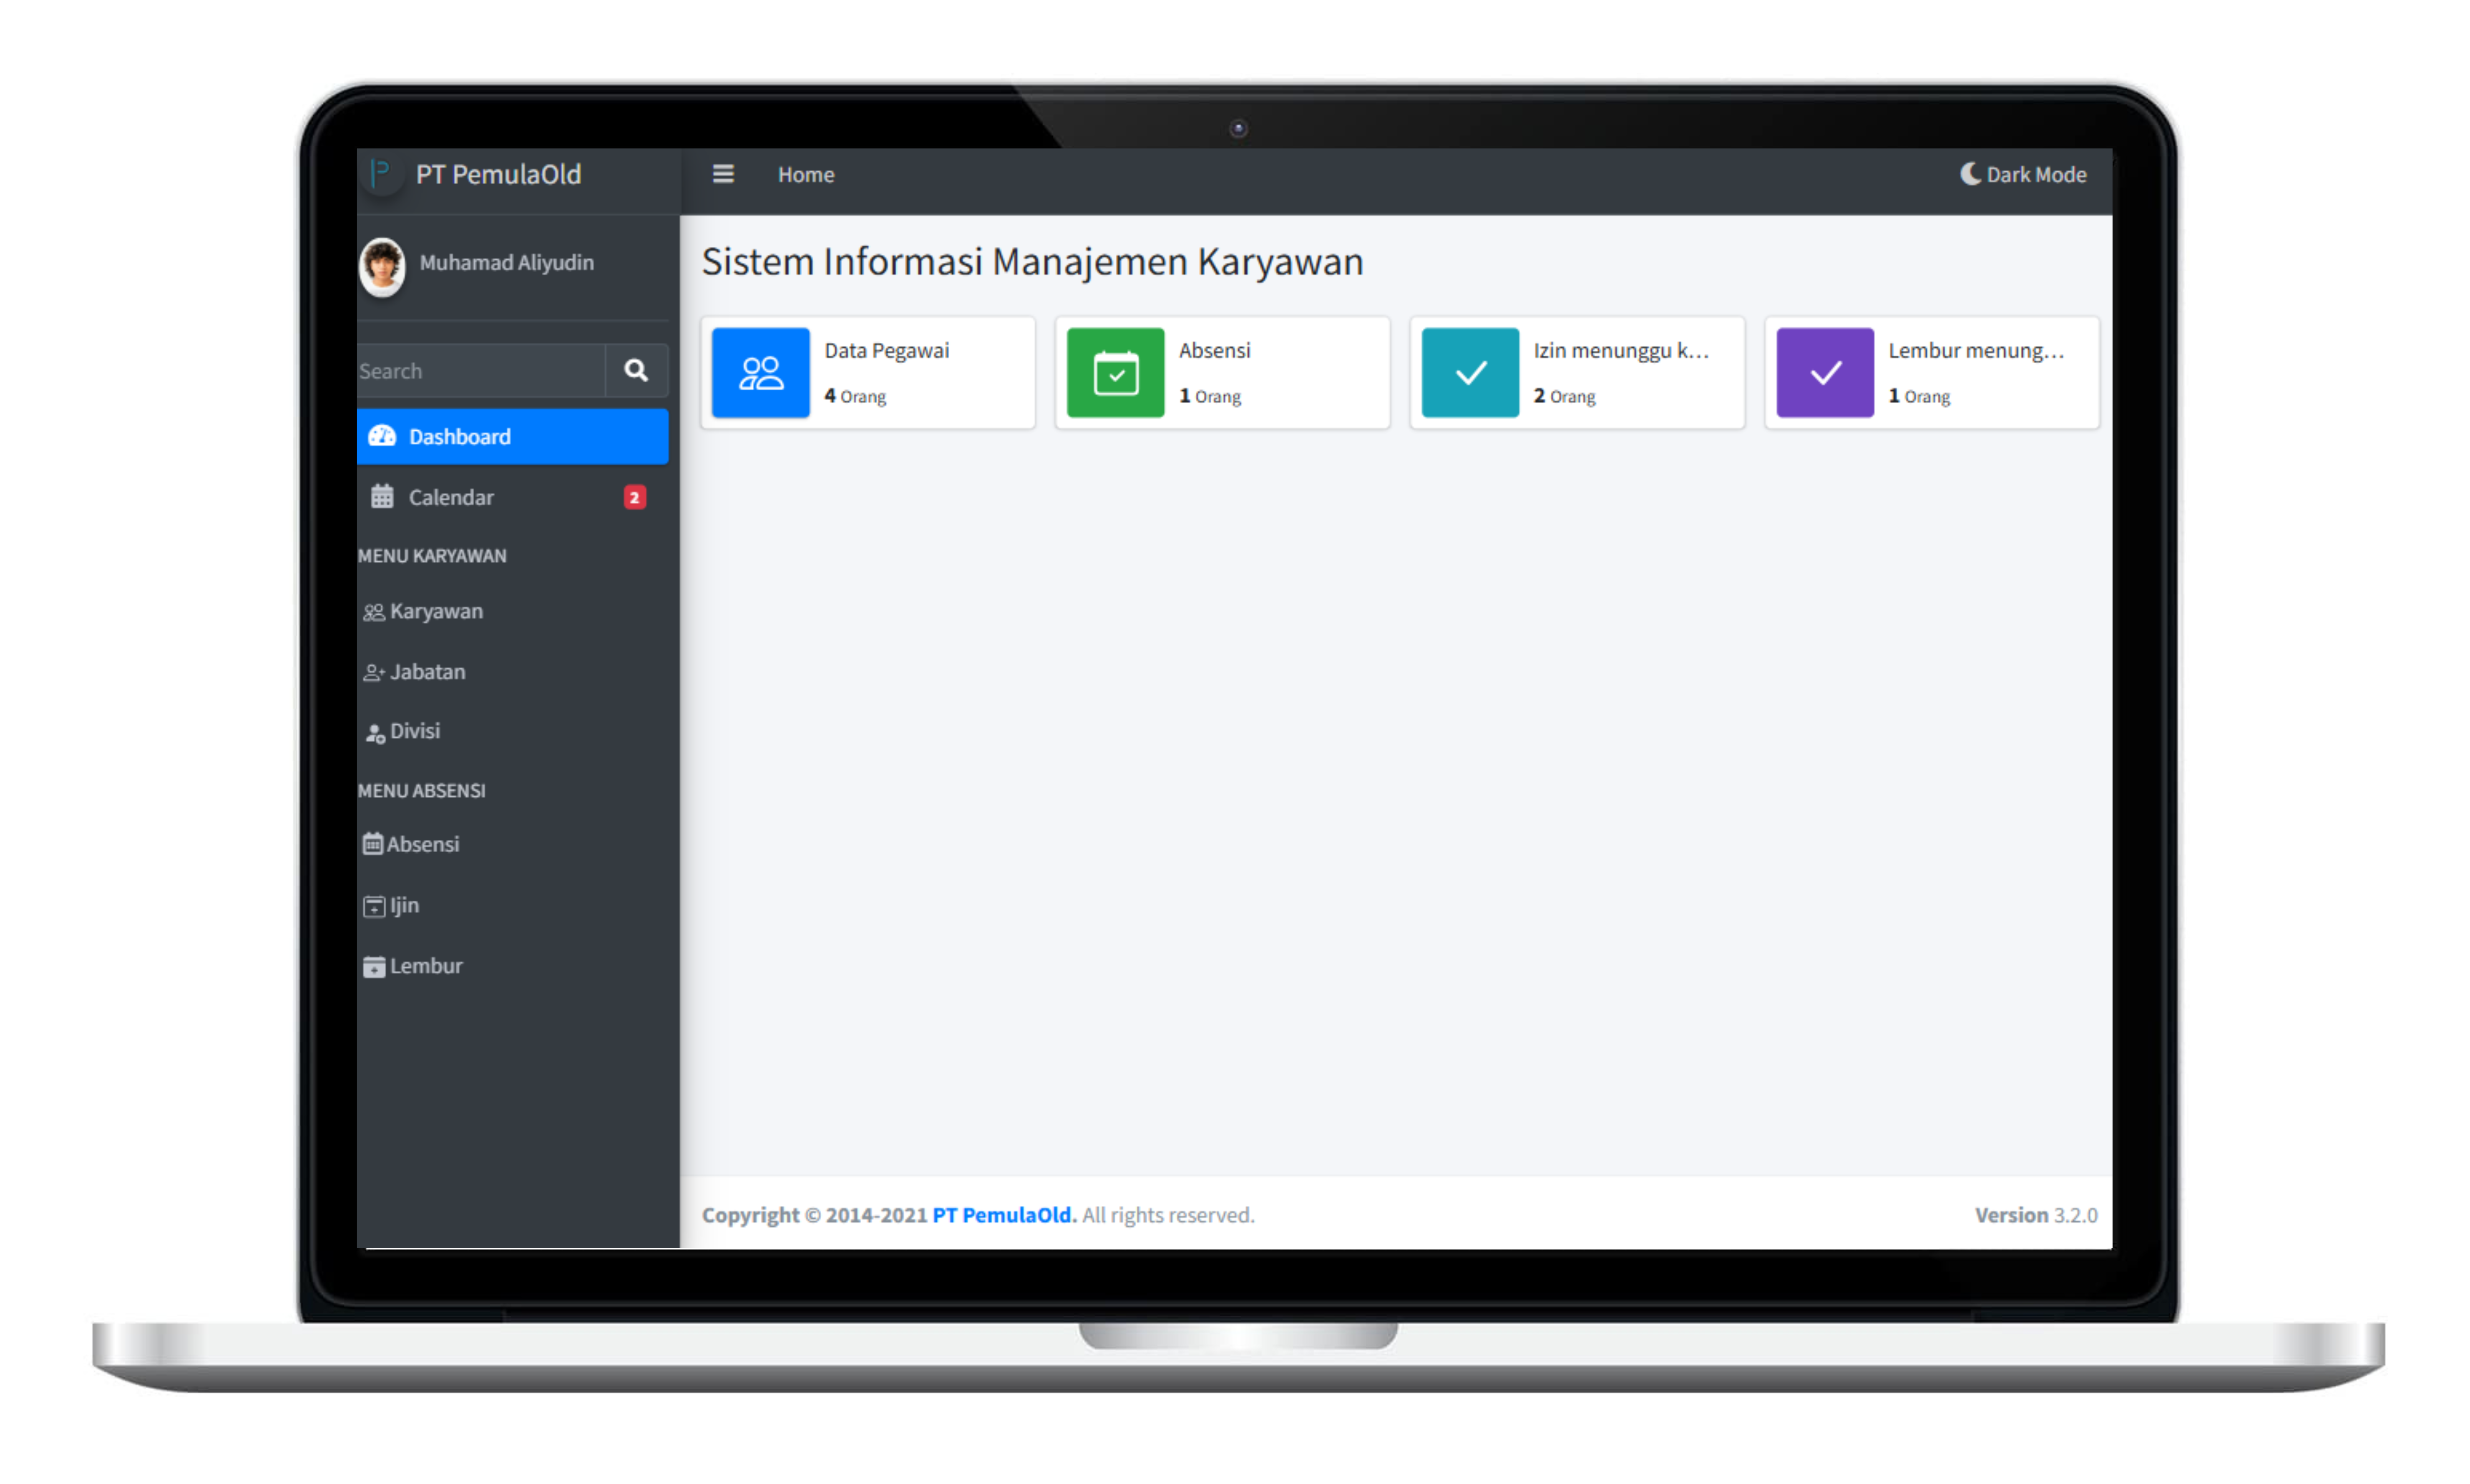 PT PemulaOld
Home
Dark Mode
Muhamad Aliyudin
Search
Dashboard
Calendar 2
MENU KARYAWAN
Karyawan
Jabatan
Divisi
MENU ABSENSI
Absensi
Ijin
Lembur
Sistem Informasi Manajemen Karyawan
Data Pegawai
4 Orang
Absensi
1 Orang
Izin menunggu k...
2 Orang
Lembur menung...
1 Orang
Copyright © 2014-2021 PT PemulaOld. All rights reserved.
Version 3.2.0